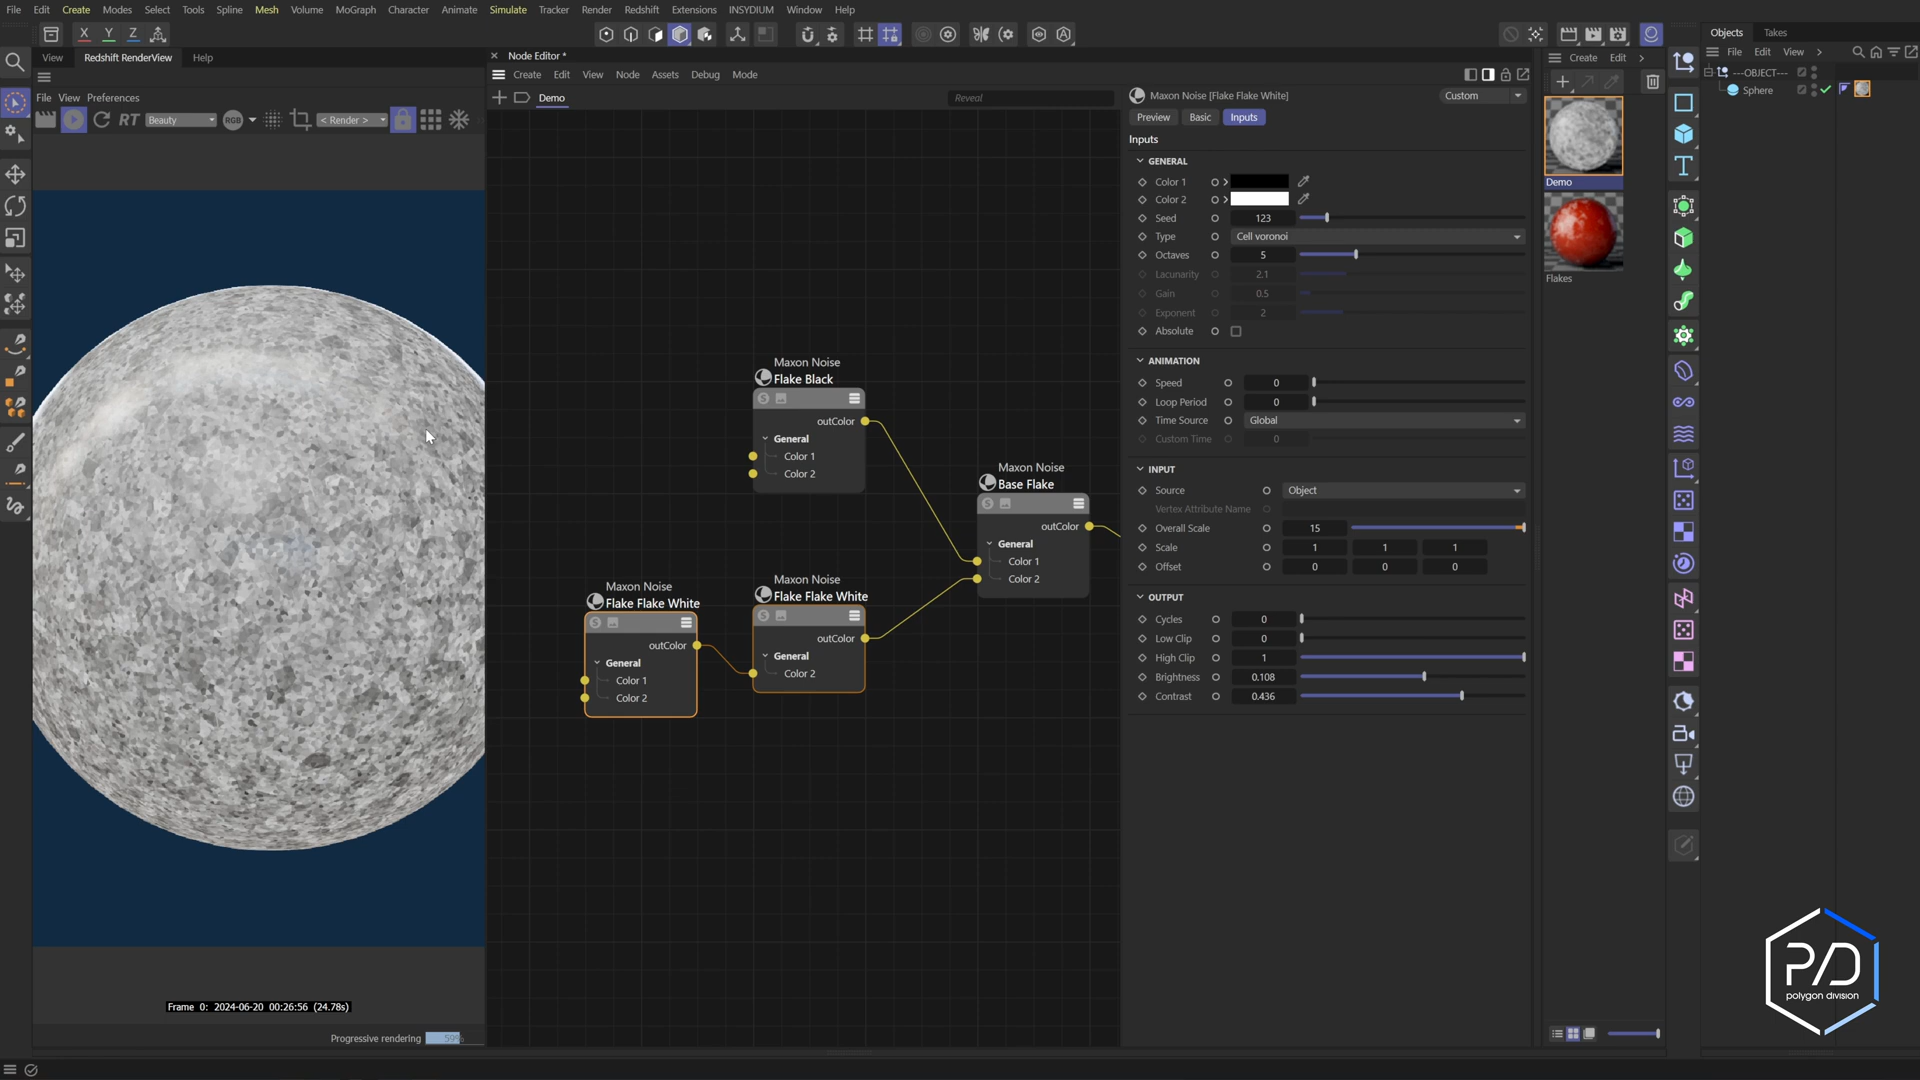 File Edit Create Modes Select Tools Spline Mesh Volume MoGraph Character Animate Simulate Tracker Render Redshift Extensions INSYDIUM Window Help
X Y Z
View Redshift RenderView Help
File View Preferences
RT Beauty RGB < Render >
Frame 0: 2024-06-20 00:26:56 (24.78s)
Progressive rendering 59%
Node Editor *
Create Edit View Node Assets Debug Mode
Demo
Reveal
Maxon Noise
Flake Black
S
outColor
General
Color 1
Color 2
Maxon Noise
Base Flake
S
outColor
General
Color 1
Color 2
Maxon Noise
Flake Flake White
S
outColor
General
Color 1
Color 2
Maxon Noise
Flake Flake White
S
outColor
General
Color 2
Maxon Noise [Flake Flake White]
Custom
Preview Basic Inputs
Inputs
GENERAL
Color 1
Color 2
Seed 123
Type Cell voronoi
Octaves 5
Lacunarity 2.1
Gain 0.5
Exponent 2
Absolute
ANIMATION
Speed 0
Loop Period 0
Time Source Global
Custom Time 0
INPUT
Source Object
Vertex Attribute Name
Overall Scale 15
Scale 1 1 1
Offset 0 0 0
OUTPUT
Cycles 0
Low Clip 0
High Clip 1
Brightness 0.108
Contrast 0.436
Create Edit
Demo
Flakes
Objects Takes
File Edit View
---OBJECT---
Sphere
P/D
polygon division